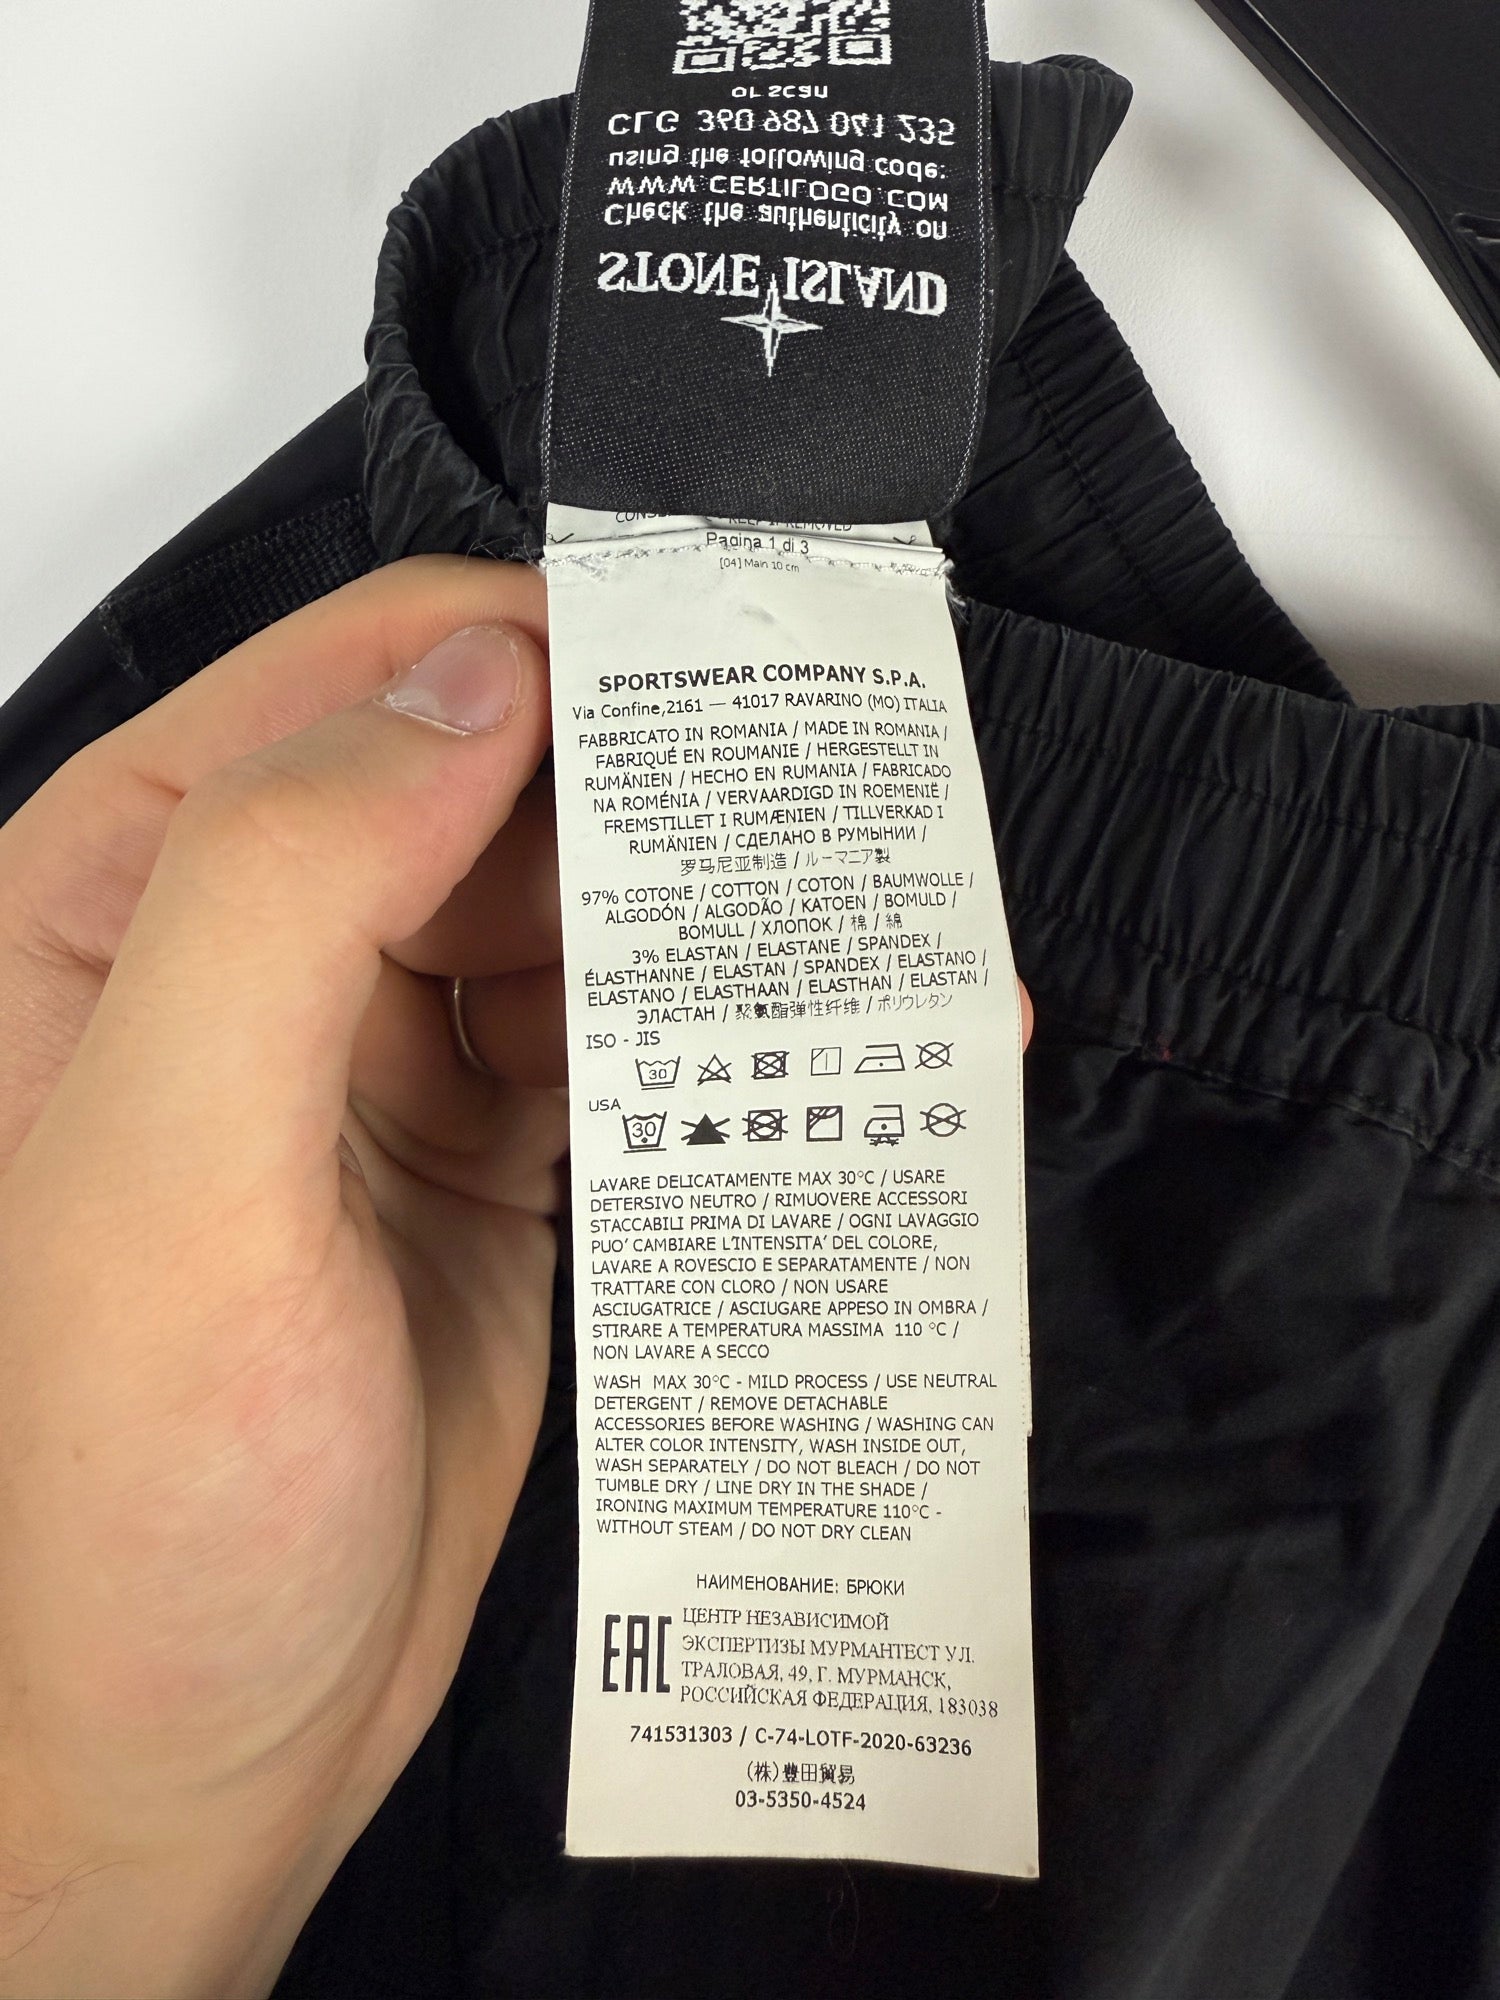 or scan
CLG 360 987 041 235
using the following code:
WWW.CERTILOGO.COM
Check the authenticity on
STONE ISLAND
KEEP IF REMOVED
Pagina 1 di 3
[04] Main 10 cm
SPORTSWEAR COMPANY S.P.A.
Via Confine,2161 — 41017 RAVARINO (MO) ITALIA
FABBRICATO IN ROMANIA / MADE IN ROMANIA /
FABRIQUÉ EN ROUMANIE / HERGESTELLT IN
RUMÄNIEN / HECHO EN RUMANIA / FABRICADO
NA ROMÉNIA / VERVAARDIGD IN ROEMENIË /
FREMSTILLET I RUMÆNIEN / TILLVERKAD I
RUMÄNIEN / СДЕЛАНО В РУМЫНИИ /
罗马尼亚制造 / ルーマニア製
97% COTONE / COTTON / COTON / BAUMWOLLE /
ALGODÓN / ALGODÃO / KATOEN / BOMULD /
BOMULL / ХЛОПОК / 棉 / 綿
3% ELASTAN / ELASTANE / SPANDEX /
ÉLASTHANNE / ELASTAN / SPANDEX / ELASTANO /
ELASTANO / ELASTHAAN / ELASTHAN / ELASTAN /
ЭЛАСТАН / 聚氨酯弹性纤维 / ポリウレタン
ISO - JIS
30
USA
30
LAVARE DELICATAMENTE MAX 30°C / USARE
DETERSIVO NEUTRO / RIMUOVERE ACCESSORI
STACCABILI PRIMA DI LAVARE / OGNI LAVAGGIO
PUO' CAMBIARE L'INTENSITA' DEL COLORE,
LAVARE A ROVESCIO E SEPARATAMENTE / NON
TRATTARE CON CLORO / NON USARE
ASCIUGATRICE / ASCIUGARE APPESO IN OMBRA /
STIRARE A TEMPERATURA MASSIMA 110 °C /
NON LAVARE A SECCO
WASH MAX 30°C - MILD PROCESS / USE NEUTRAL
DETERGENT / REMOVE DETACHABLE
ACCESSORIES BEFORE WASHING / WASHING CAN
ALTER COLOR INTENSITY, WASH INSIDE OUT,
WASH SEPARATELY / DO NOT BLEACH / DO NOT
TUMBLE DRY / LINE DRY IN THE SHADE /
IRONING MAXIMUM TEMPERATURE 110°C -
WITHOUT STEAM / DO NOT DRY CLEAN
НАИМЕНОВАНИЕ: БРЮКИ
EAC
ЦЕНТР НЕЗАВИСИМОЙ
ЭКСПЕРТИЗЫ МУРМАНТЕСТ УЛ.
ТРАЛОВАЯ, 49, Г. МУРМАНСК,
РОССИЙСКАЯ ФЕДЕРАЦИЯ, 183038
741531303 / C-74-LOTF-2020-63236
(株)豊田貿易
03-5350-4524